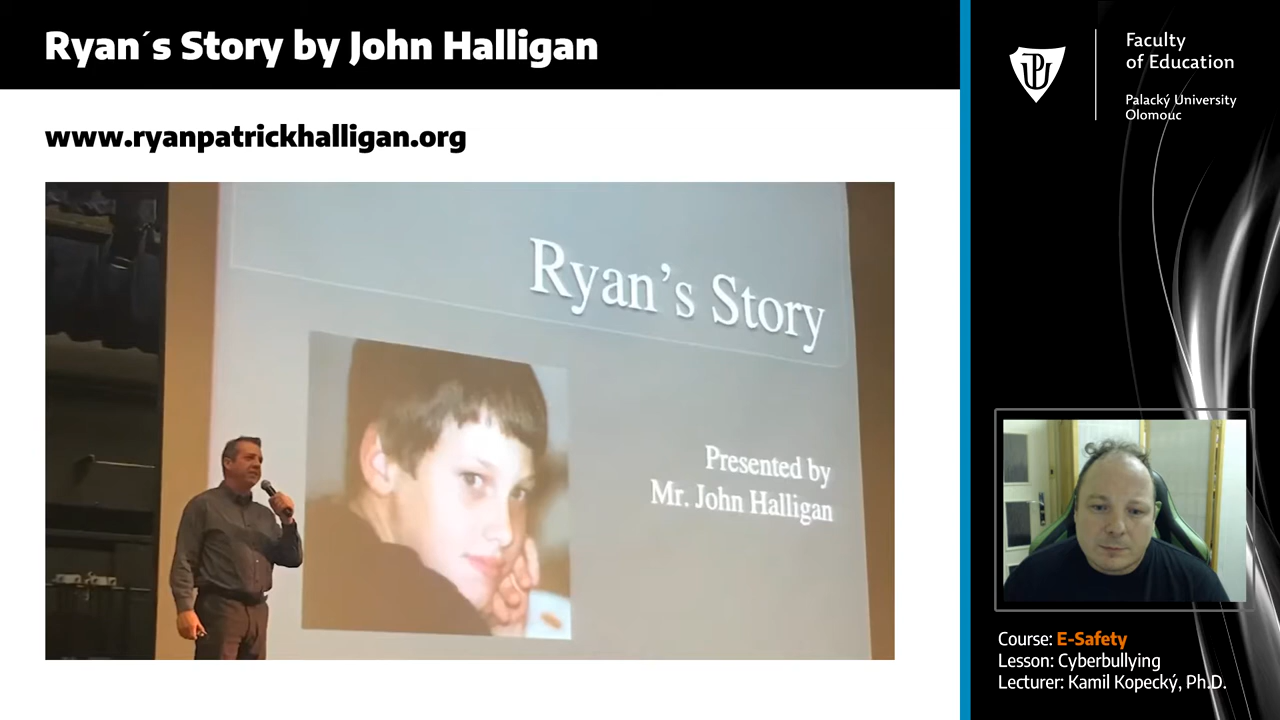 Ryan´s Story by John Halligan
www.ryanpatrickhalligan.org
Ryan's Story
Presented by
Mr. John Halligan
Faculty
of Education
Palacký University
Olomouc
Course: E-Safety
Lesson: Cyberbullying
Lecturer: Kamil Kopecký, Ph.D.